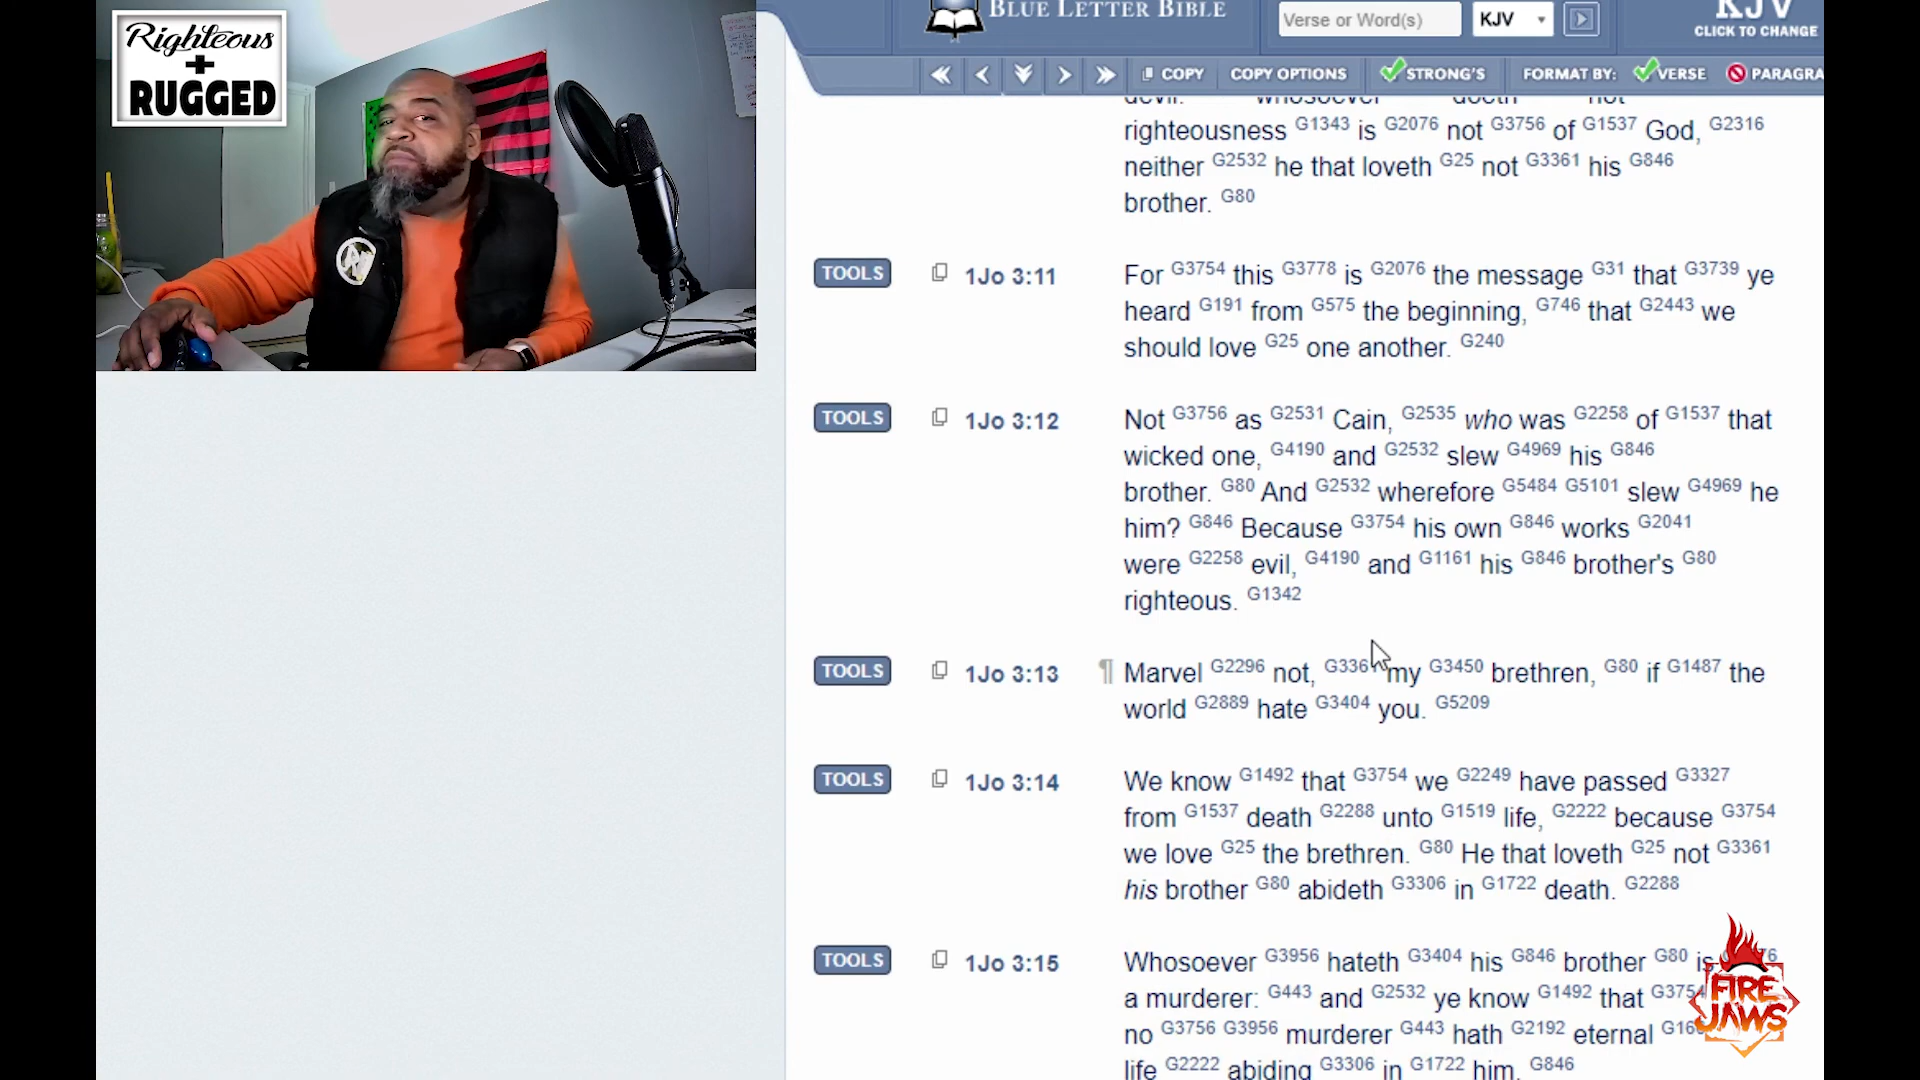 Righteous
+
RUGGED
BLUE LETTER BIBLE
Verse or Word(s)
KJV
KJV
CLICK TO CHANGE
COPY
COPY OPTIONS
STRONG'S
FORMAT BY:
VERSE
PARAGRA
devil. whosoever doeth not
righteousness G1343 is G2076 not G3756 of G1537 God, G2316
neither G2532 he that loveth G25 not G3361 his G846
brother. G80
TOOLS 1Jo 3:11 For G3754 this G3778 is G2076 the message G31 that G3739 ye
heard G191 from G575 the beginning, G746 that G2443 we
should love G25 one another. G240
TOOLS 1Jo 3:12 Not G3756 as G2531 Cain, G2535 who was G2258 of G1537 that
wicked one, G4190 and G2532 slew G4969 his G846
brother. G80 And G2532 wherefore G5484 G5101 slew G4969 he
him? G846 Because G3754 his own G846 works G2041
were G2258 evil, G4190 and G1161 his G846 brother's G80
righteous. G1342
TOOLS 1Jo 3:13 ¶ Marvel G2296 not, G336 my G3450 brethren, G80 if G1487 the
world G2889 hate G3404 you. G5209
TOOLS 1Jo 3:14 We know G1492 that G3754 we G2249 have passed G3327
from G1537 death G2288 unto G1519 life, G2222 because G3754
we love G25 the brethren. G80 He that loveth G25 not G3361
his brother G80 abideth G3306 in G1722 death. G2288
TOOLS 1Jo 3:15 Whosoever G3956 hateth G3404 his G846 brother G80 is 76
a murderer: G443 and G2532 ye know G1492 that G3754
no G3756 G3956 murderer G443 hath G2192 eternal G16
life G2222 abiding G3306 in G1722 him. G846
FIRE
JAWS